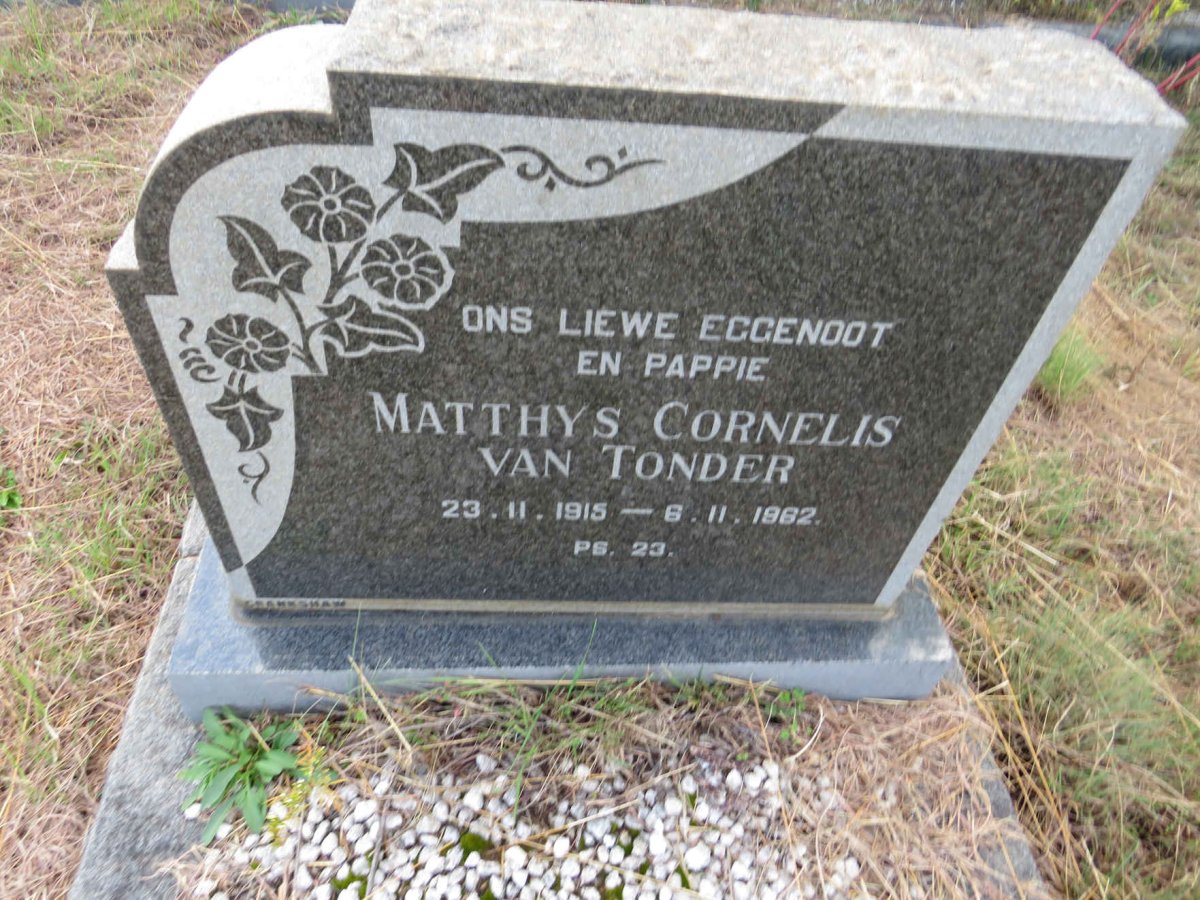 ONS LIEWE EGGENOOT
EN PAPPIE
MATTHYS CORNELIS
VAN TONDER
23.11.1915 — 6.11.1962.
PS. 23.